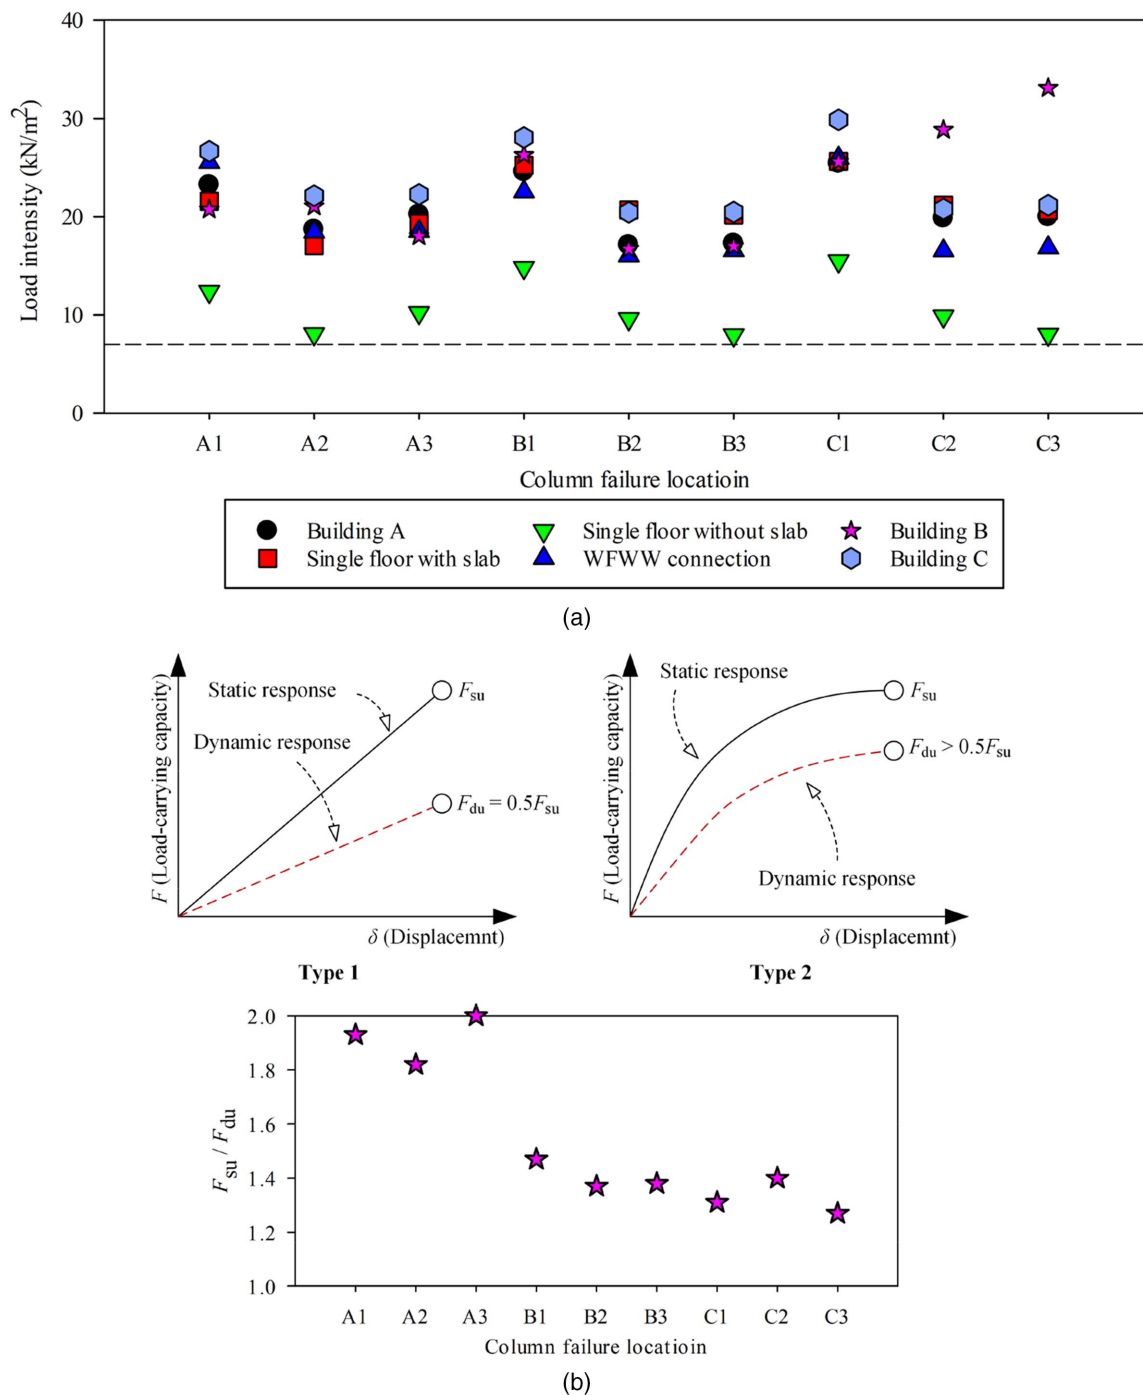 40
30
20
10
0
Load intensity (kN/m²)
A1 A2 A3 B1 B2 B3 C1 C2 C3
Column failure locatioin
Building A Single floor without slab Building B
Single floor with slab WFWW connection Building C
(a)
F (Load-carrying capacity)
Static response
Fsu
Dynamic response
Fdu = 0.5Fsu
δ (Displacemnt)
Type 1
F (Load-carrying capacity)
Static response
Fsu
Fdu > 0.5Fsu
Dynamic response
δ (Displacemnt)
Type 2
Fsu / Fdu
2.0
1.8
1.6
1.4
1.2
1.0
A1 A2 A3 B1 B2 B3 C1 C2 C3
Column failure locatioin
(b)